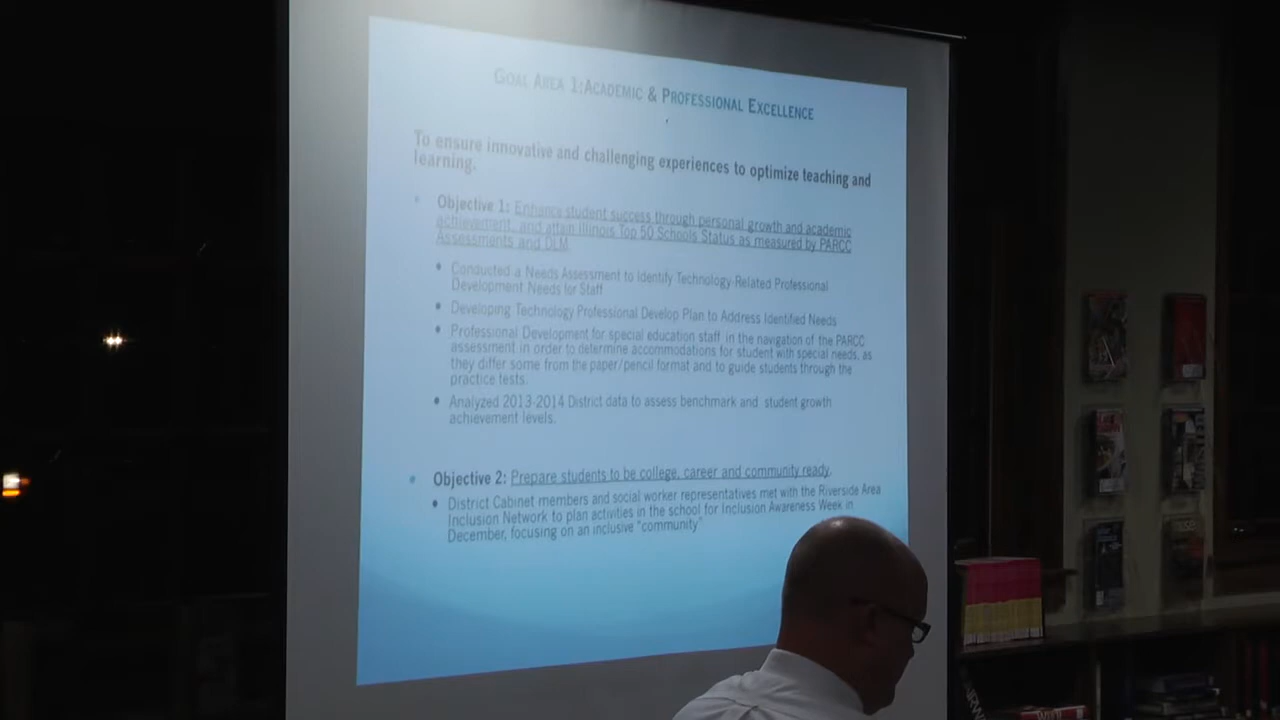 GOAL AREA 1: ACADEMIC & PROFESSIONAL EXCELLENCE
To ensure innovative and challenging experiences to optimize teaching and
learning.
Objective 1: Enhance student success through personal growth and academic
achievement, and attain Illinois Top 50 Schools Status as measured by PARCC
Assessments and DLM.
Conducted a Needs Assessment to Identify Technology-Related Professional
Development Needs for Staff
Developing Technology Professional Develop Plan to Address Identified Needs
Professional Development for special education staff in the navigation of the PARCC
assessment in order to determine accommodations for student with special needs, as
they differ some from the paper/pencil format and to guide students through the
practice tests.
Analyzed 2013-2014 District data to assess benchmark and student growth
achievement levels.
Objective 2: Prepare students to be college, career and community ready.
District Cabinet members and social worker representatives met with the Riverside Area
Inclusion Network to plan activities in the school for Inclusion Awareness Week in
December, focusing on an inclusive "community"